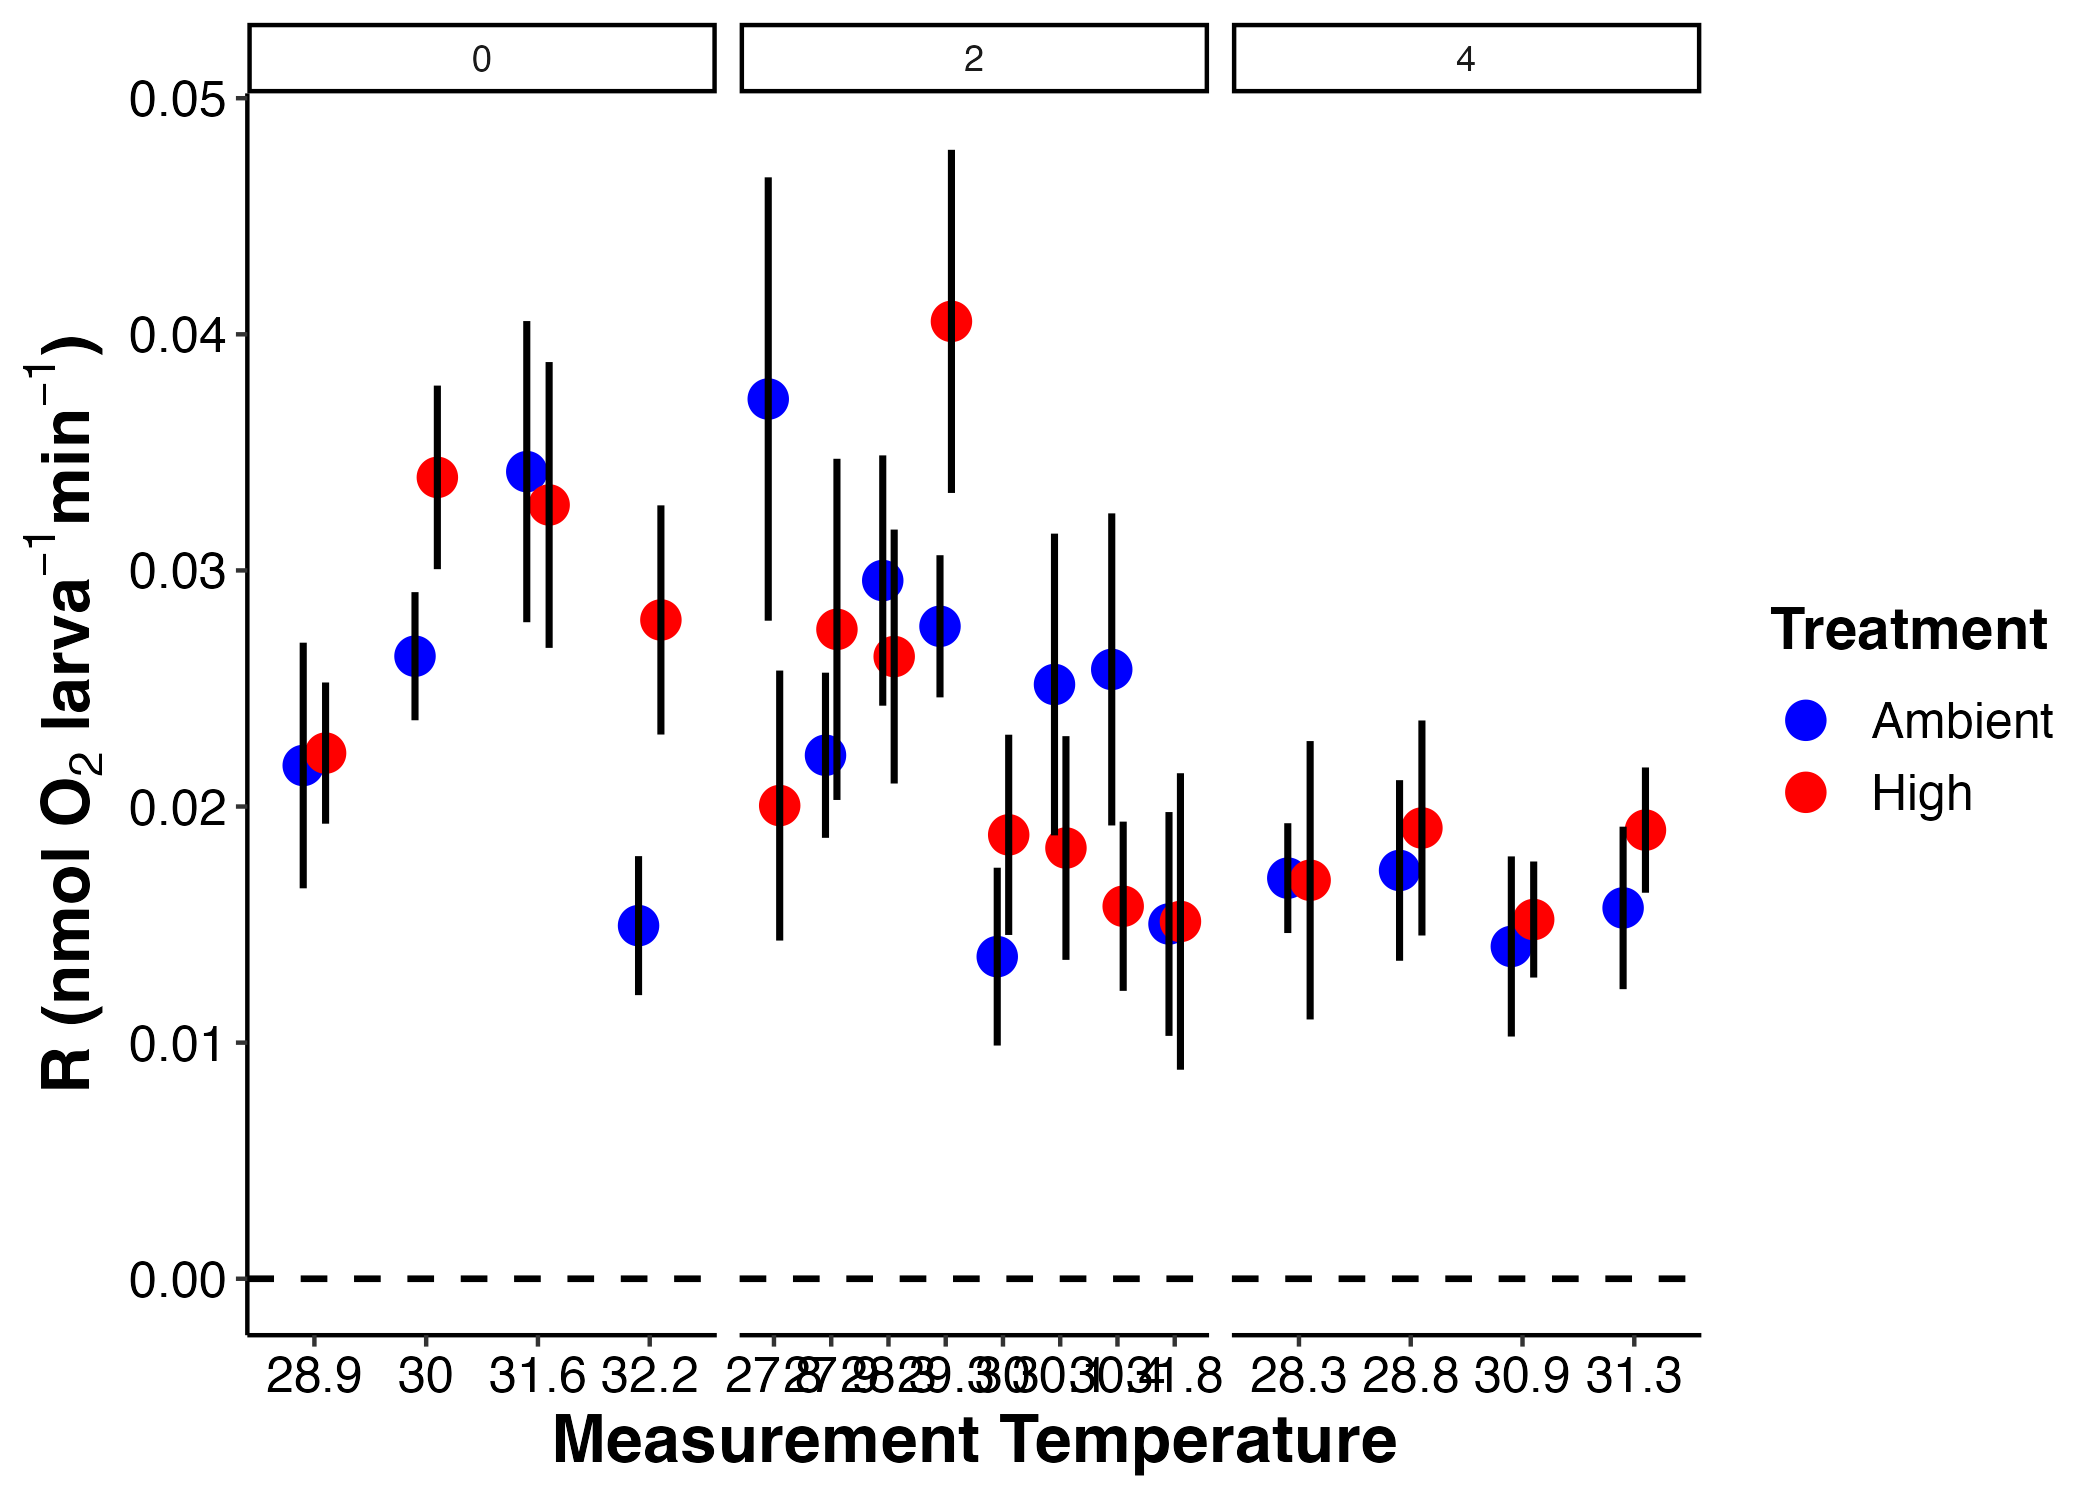 0 2 4
0.05
0.04
0.03
0.02
0.01
0.00
R (nmol O₂ larva⁻¹min⁻¹)
28.9 30 31.6 32.2 28.3 28.8 30.9 31.3
Measurement Temperature
Treatment
Ambient
High